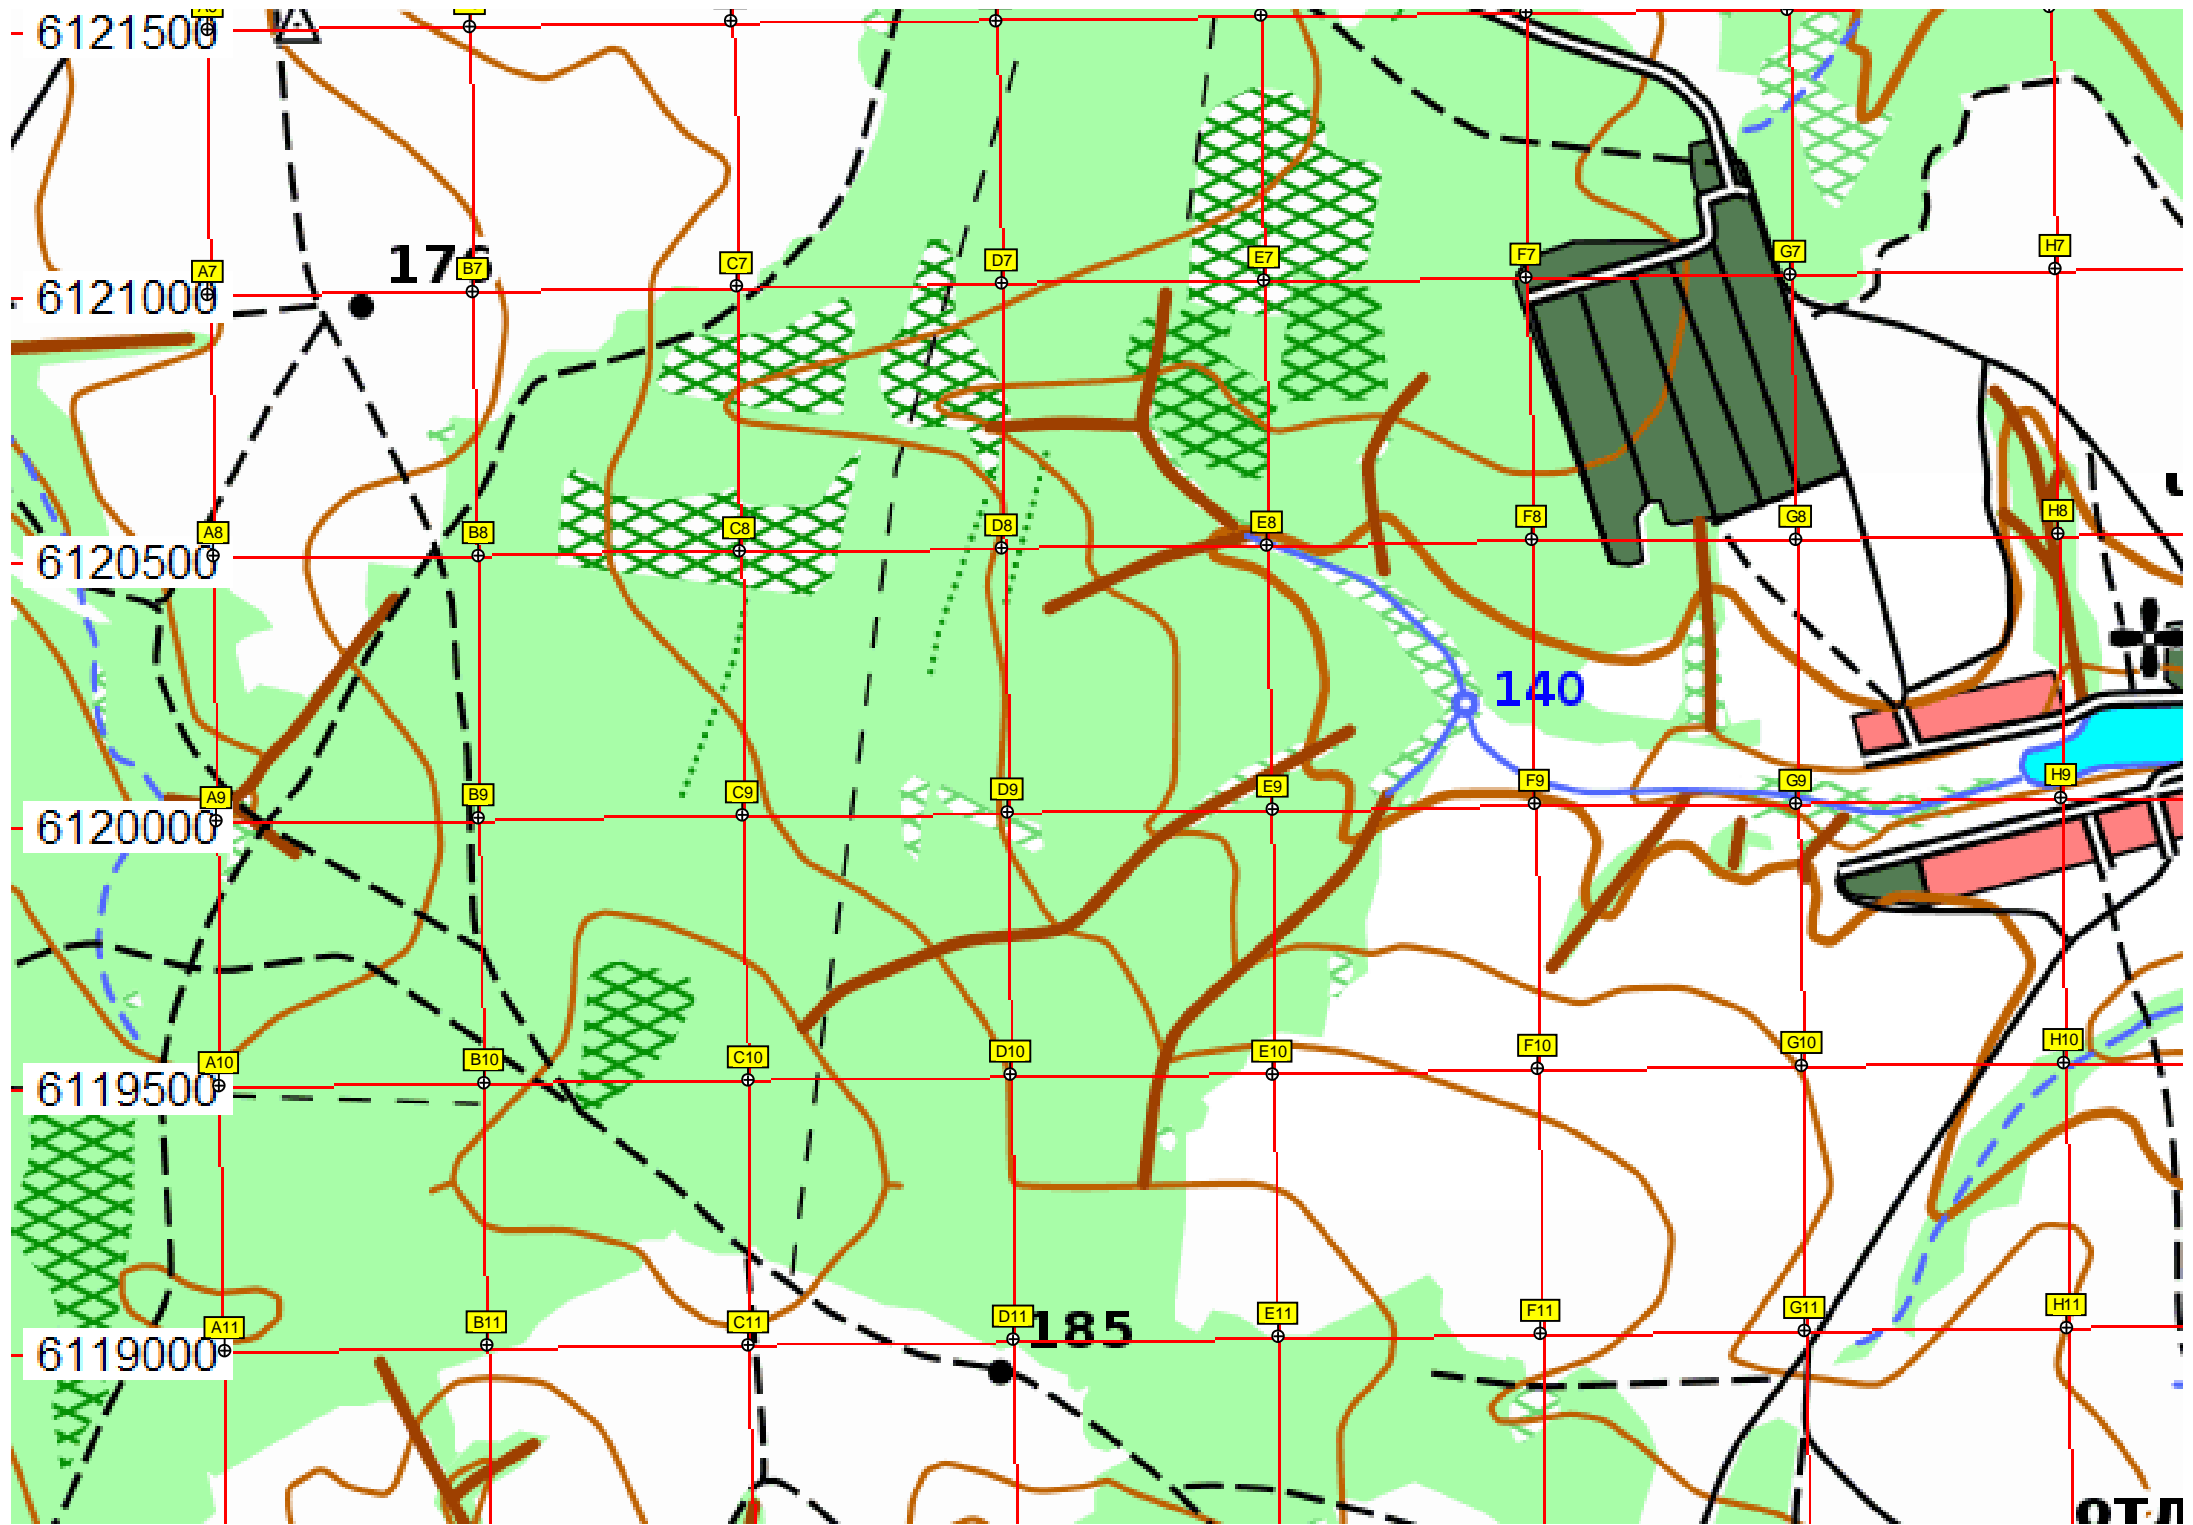 6121500
176
A7 B7 C7 D7 E7 F7 G7 H7
6121000
A8 B8 C8 D8 E8 F8 G8 H8
6120500
140
A9 B9 C9 D9 E9 F9 G9 H9
6120000
A10 B10 C10 D10 E10 F10 G10 H10
6119500
A11 B11 C11 D11 E11 F11 G11 H11
185
6119000